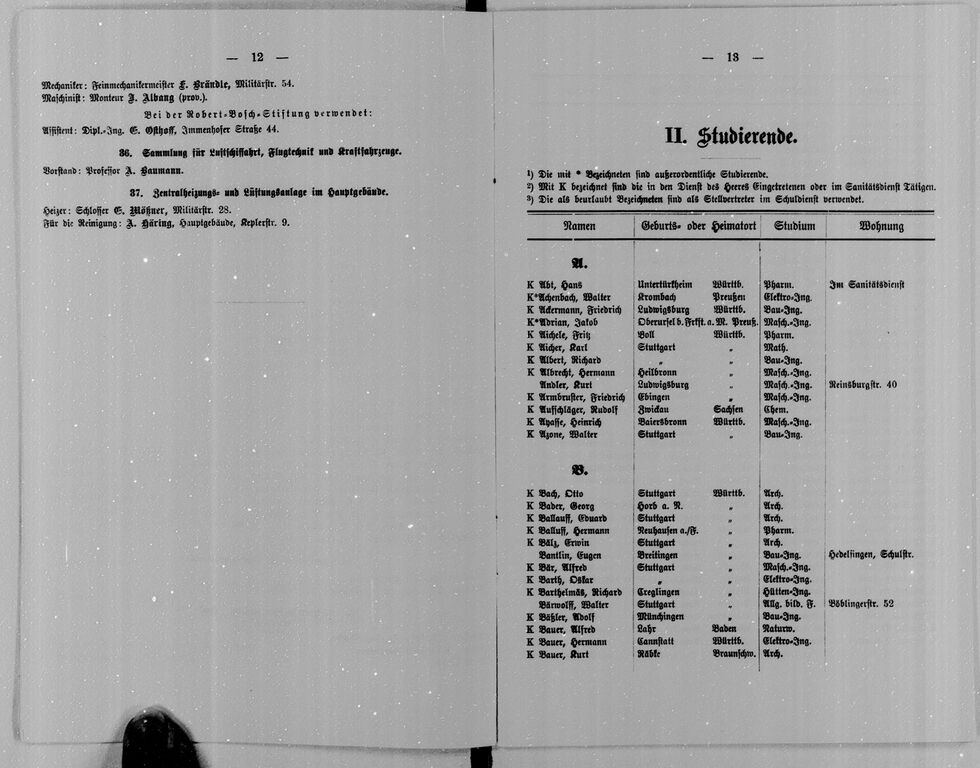 — 12 —
Mechaniker: Feinmechanikermeister F. Brändle, Militärstr. 54.
Maschinist: Monteur J. Albang (prov.).
Bei der Robert-Bosch-Stiftung verwendet:
Assistent: Dipl.-Ing. E. Osthoff, Immenhofer Straße 44.
36. Sammlung für Luftschiffahrt, Flugtechnik und Kraftfahrzeuge.
Vorstand: Professor A. Baumann.
37. Zentralheizungs- und Lüftungsanlage im Hauptgebäude.
Heizer: Schlosser E. Mößner, Militärstr. 28.
Für die Reinigung: A. Häring, Hauptgebäude, Keplerstr. 9.
— 13 —
II. Studierende.
1) Die mit * Bezeichneten sind außerordentliche Studierende.
2) Mit K bezeichnet sind die in den Dienst des Heeres Eingetretenen oder im Sanitätsdienst Tätigen.
3) Die als beurlaubt Bezeichneten sind als Stellvertreter im Schuldienst verwendet.
Namen Geburts- oder Heimatort Studium Wohnung
A.
K Abt, Hans Untertürkheim Württb. Pharm. Im Sanitätsdienst
K*Achenbach, Walter Krombach Preußen Elektro-Ing.
K Ackermann, Friedrich Ludwigsburg Württb. Bau-Ing.
K*Adrian, Jakob Oberursel b. Frkft. a. M. Preuß. Masch.-Ing.
K Aichele, Fritz Boll Württb. Pharm.
K Aicher, Karl Stuttgart „ Math.
K Albert, Richard „ „ Bau-Ing.
K Albrecht, Hermann Heilbronn „ Masch.-Ing.
Andler, Kurt Ludwigsburg „ Masch.-Ing. Reinsburgstr. 40
K Armbruster, Friedrich Ebingen „ Masch.-Ing.
K Aufschläger, Rudolf Zwickau Sachsen Chem.
K Ayasse, Heinrich Baiersbronn Württb. Masch.-Ing.
K Azone, Walter Stuttgart „ Bau-Ing.
B.
K Bach, Otto Stuttgart Württb. Arch.
K Bader, Georg Horb a. N. „ Arch.
K Ballauff, Eduard Stuttgart „ Arch.
K Balluff, Hermann Neuhausen a./F. „ Pharm.
K Bälz, Erwin Stuttgart „ Arch.
Bantlin, Eugen Breitingen „ Bau-Ing. Hedelfingen, Schulstr.
K Bär, Alfred Stuttgart „ Masch.-Ing.
K Barth, Oskar „ „ Elektro-Ing.
K Barthelmäs, Richard Creglingen „ Hütten-Ing.
Bärwolff, Walter Stuttgart „ Allg. bild. F. Böblingerstr. 52
K Bäßler, Adolf Münchingen „ Bau-Ing.
K Bauer, Alfred Lahr Baden Naturw.
K Bauer, Hermann Cannstatt Württb. Elektro-Ing.
K Bauer, Kurt Räbke Braunschw. Arch.